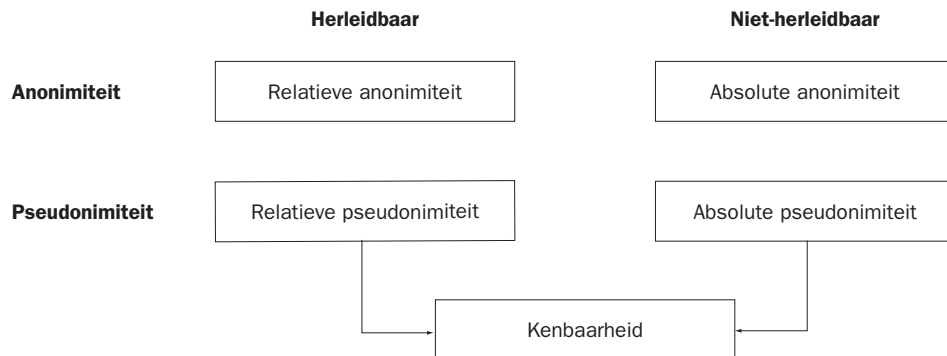 Herleidbaar Niet-herleidbaar
Anonimiteit Relatieve anonimiteit Absolute anonimiteit
Pseudonimiteit Relatieve pseudonimiteit Absolute pseudonimiteit
Kenbaarheid